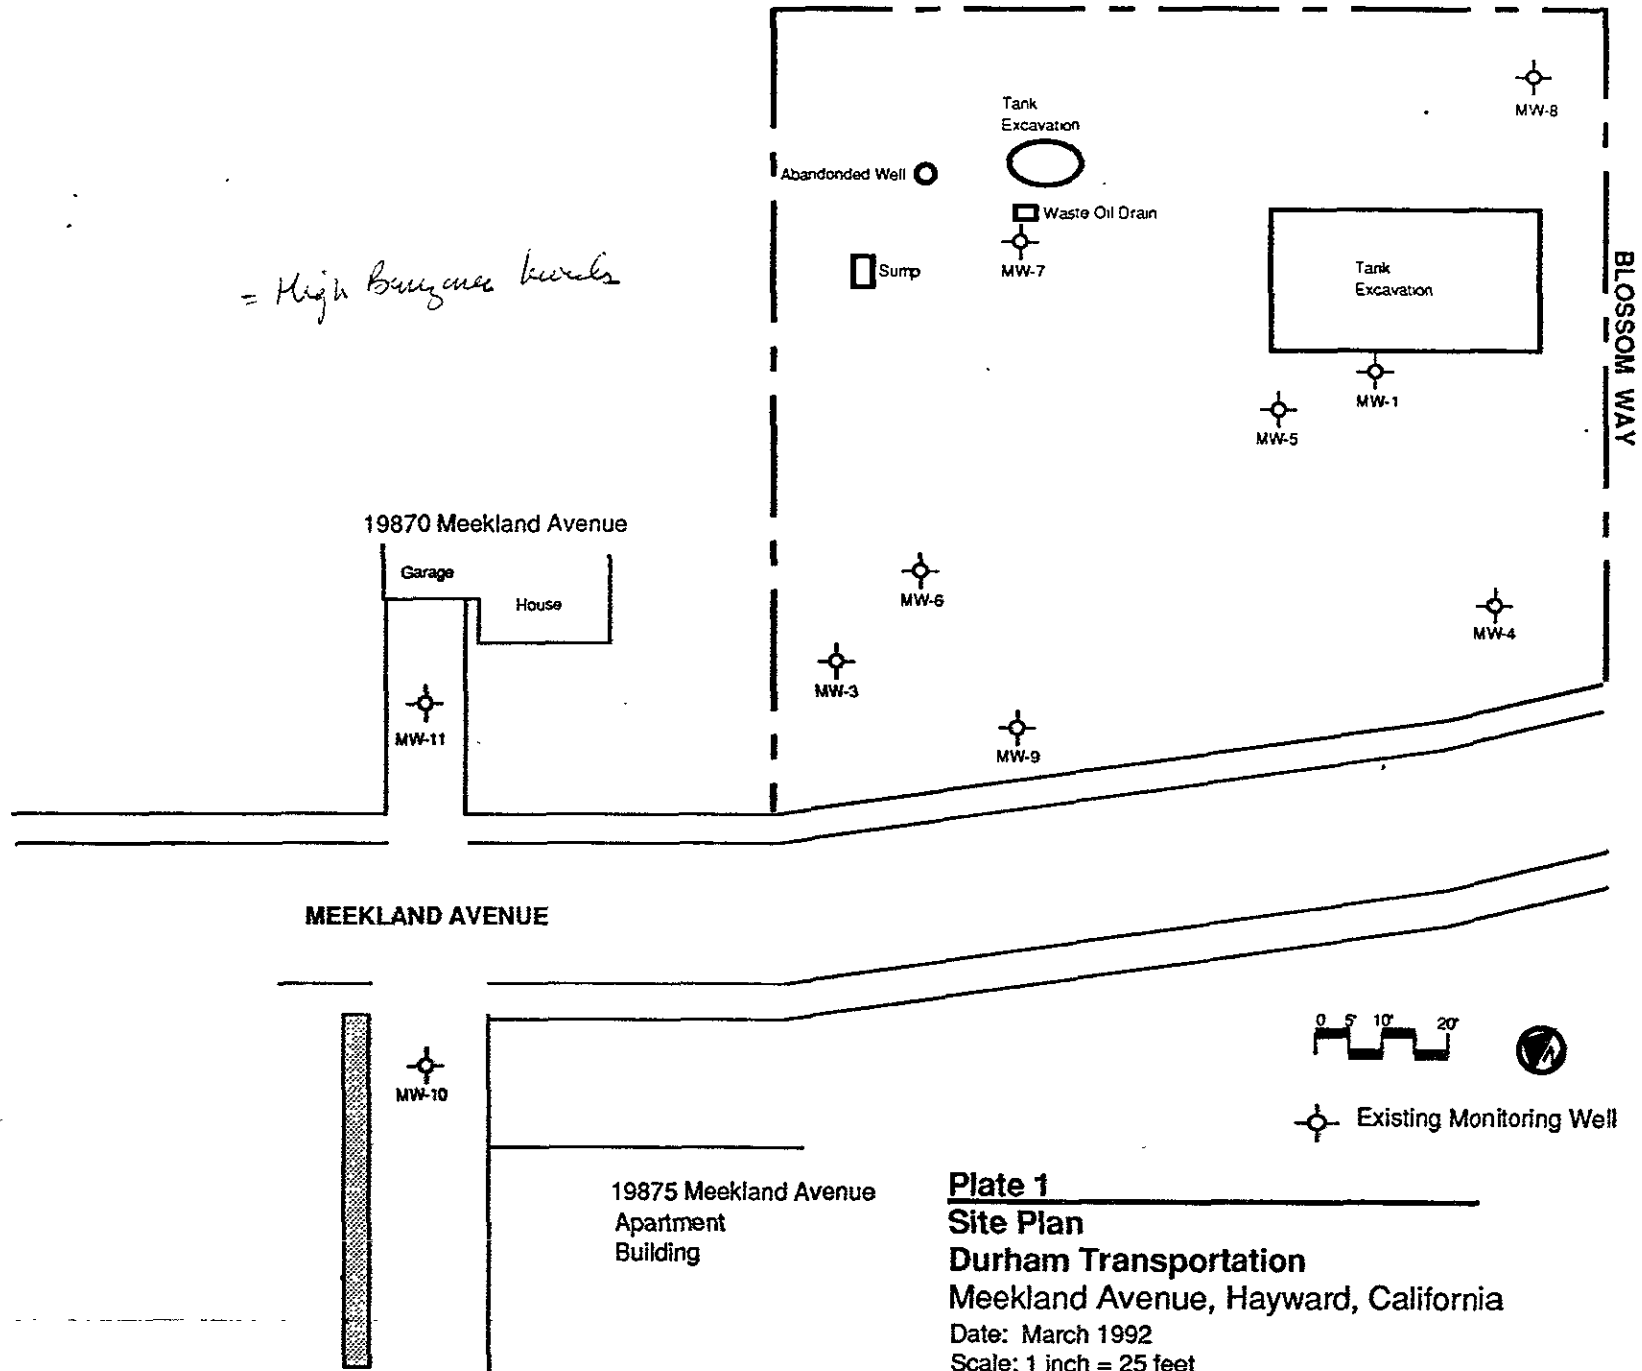 Tank
Excavation
MW-8
Abandonded Well
Waste Oil Drain
MW-7
Sump
Tank
Excavation
BLOSSOM WAY
= High
MW-1
MW-5
19870 Meekland Avenue
Garage
House
MW-6
MW-4
MW-3
MW-11
MW-9
MEEKLAND AVENUE
0 5' 10' 20'
MW-10
Existing Monitoring Well
19875 Meekland Avenue
Apartment
Building
Plate 1
Site Plan
Durham Transportation
Meekland Avenue, Hayward, California
Date: March 1992
Scale: 1 inch = 25 feet